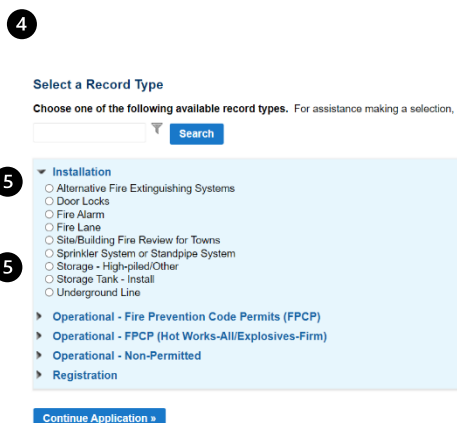 4
Select a Record Type
Choose one of the following available record types. For assistance making a selection,
Search
5
Installation
Alternative Fire Extinguishing Systems
Door Locks
Fire Alarm
Fire Lane
Site/Building Fire Review for Towns
Sprinkler System or Standpipe System
5
Storage - High-piled/Other
Storage Tank - Install
Underground Line
Operational - Fire Prevention Code Permits (FPCP)
Operational - FPCP (Hot Works-All/Explosives-Firm)
Operational - Non-Permitted
Registration
Continue Application »